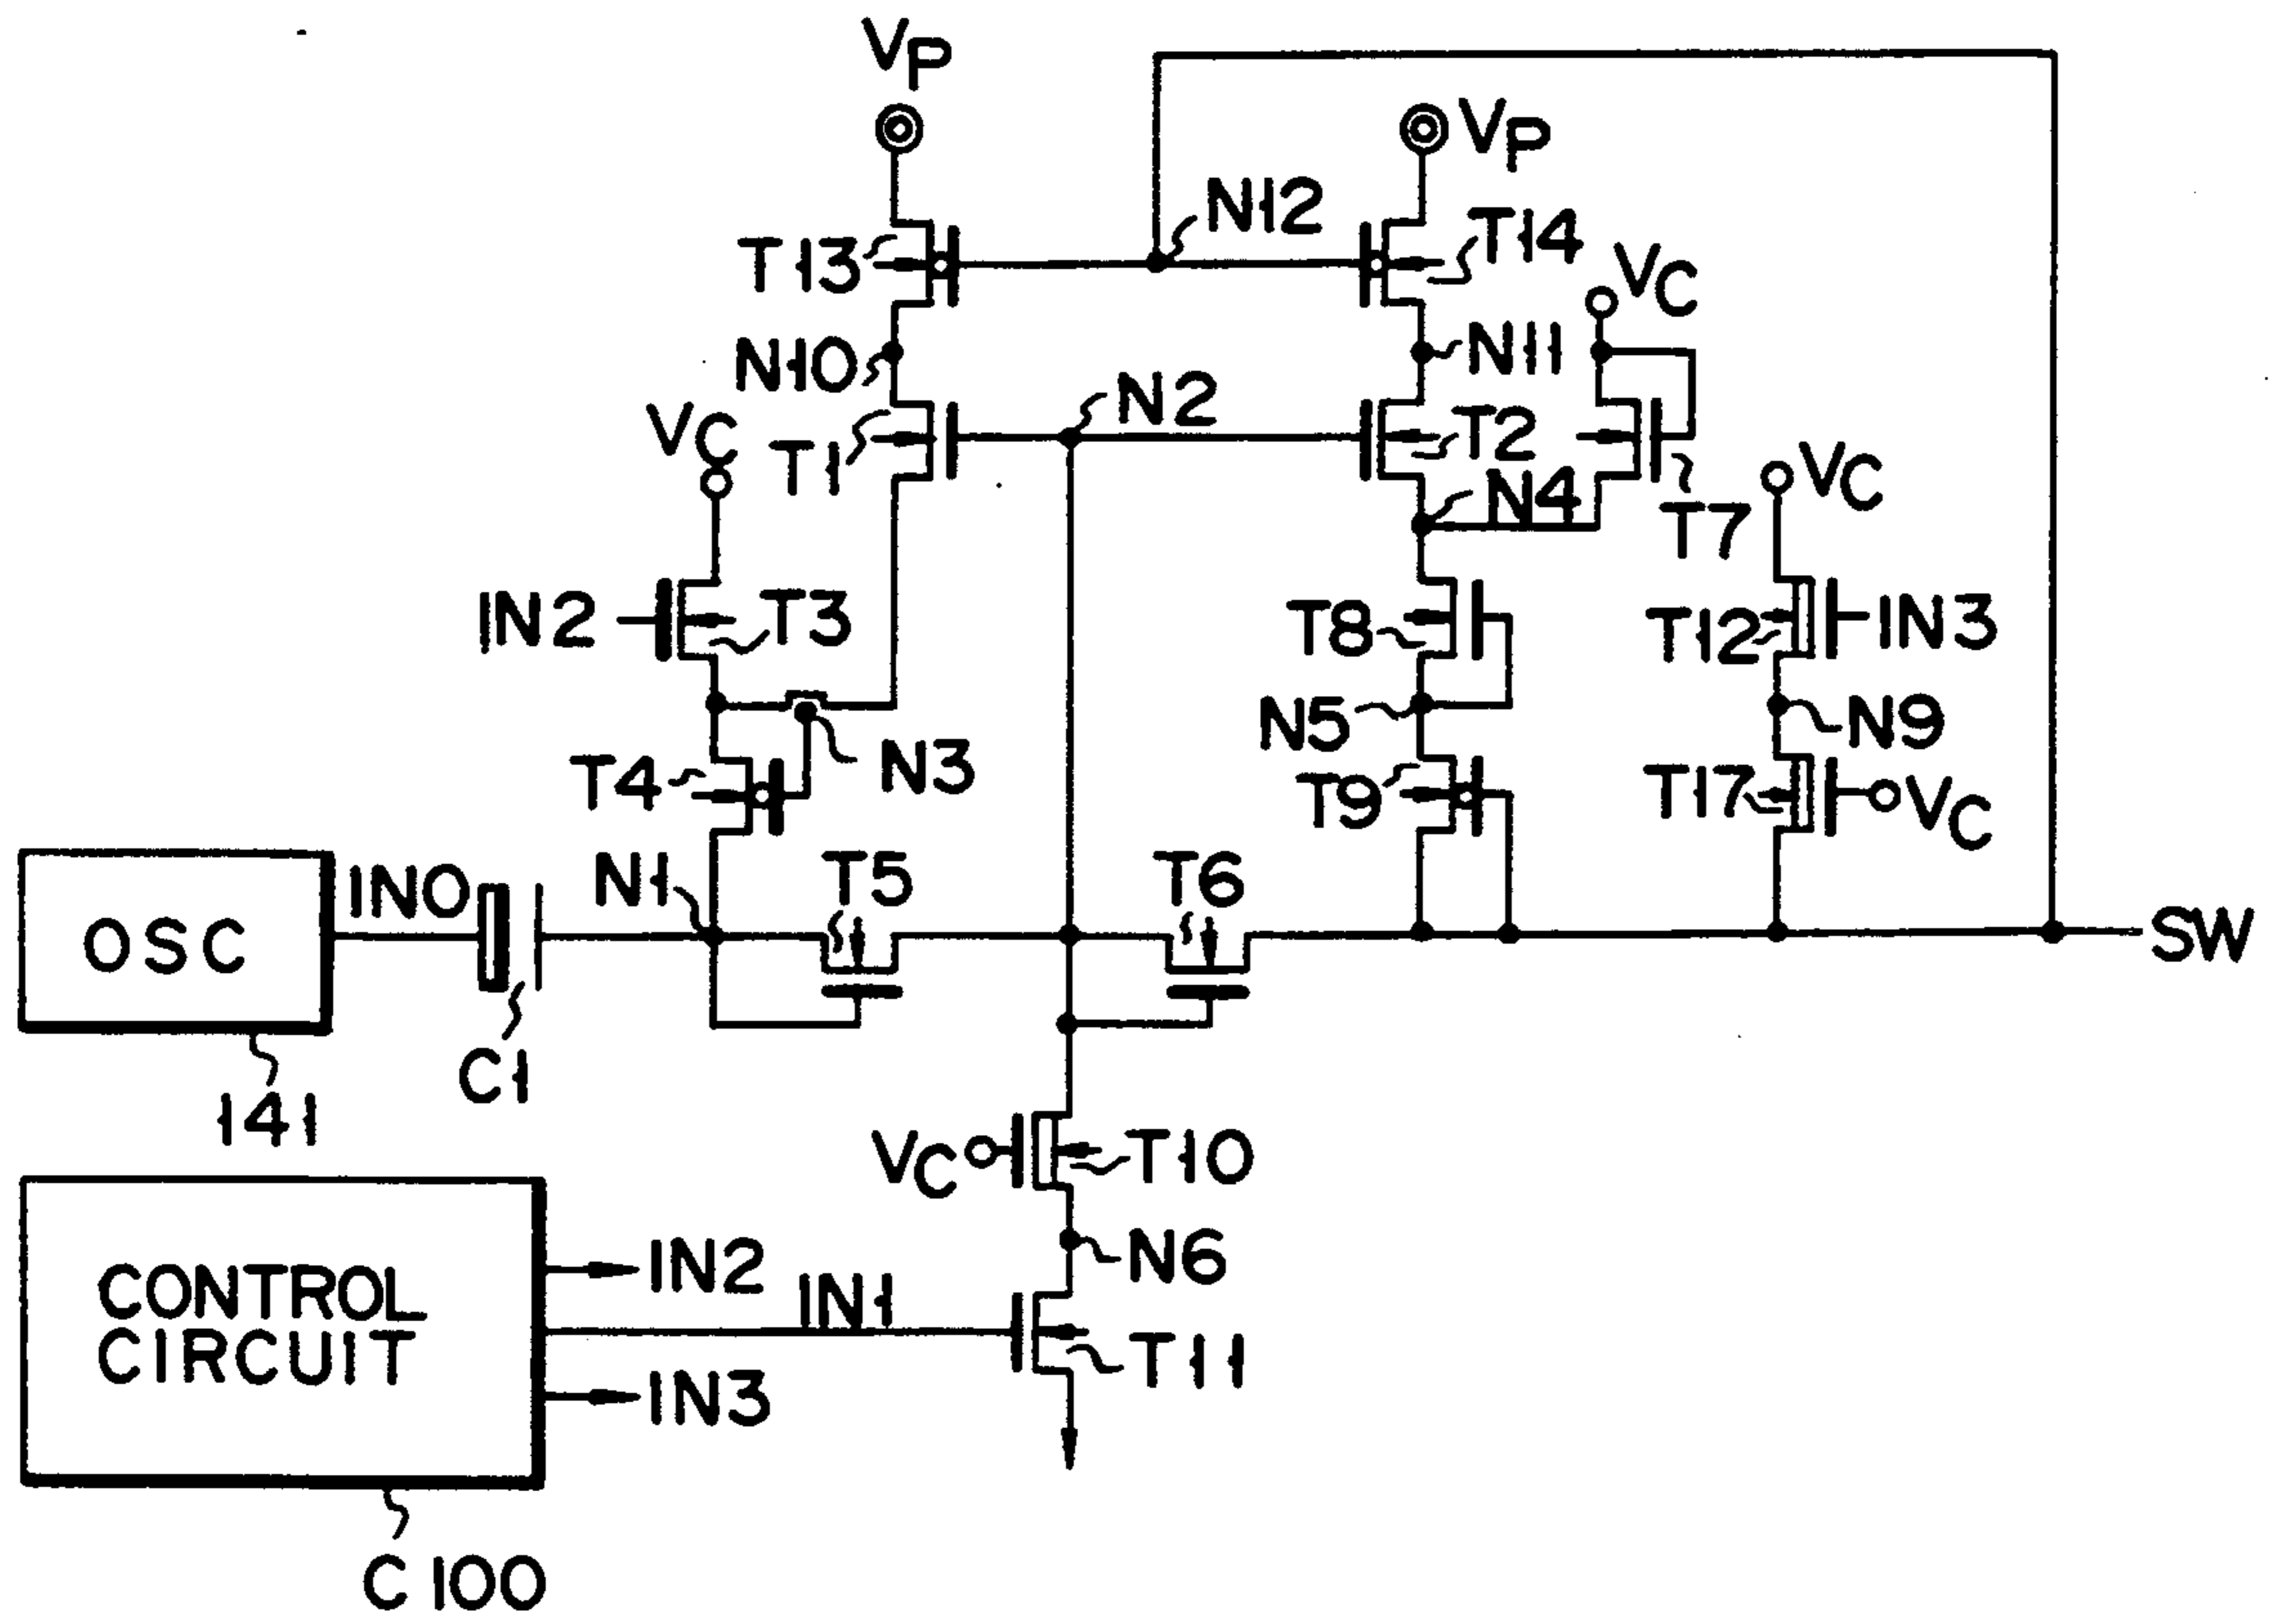 VP
VP
N12
T13
T14
VC
N10
N11
VC
T1
N2
T2
N4
T7
VC
IN2
T3
T8
T12
IN3
N5
N9
T4
N3
T9
T17
VC
OSC
IN0
N1
T5
T6
SW
C1
141
VC
T10
CONTROL
CIRCUIT
IN2
IN1
IN3
N6
T11
C100